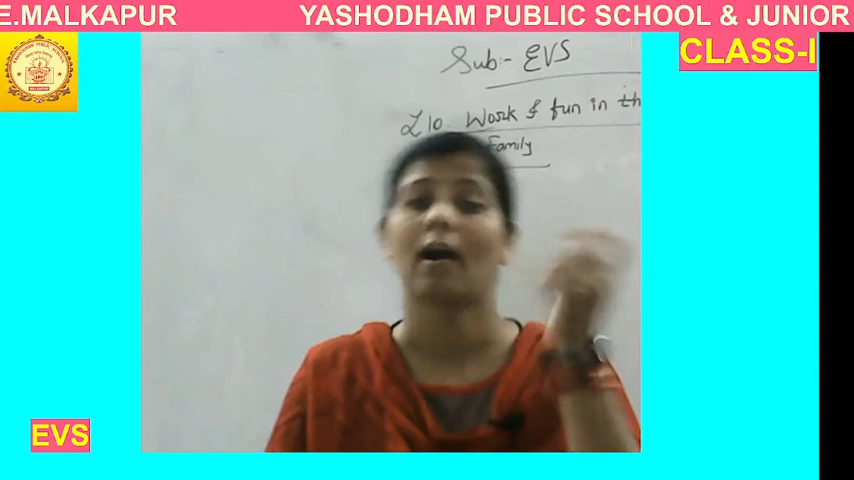 E.MALKAPUR YASHODHAM PUBLIC SCHOOL & JUNIOR
CLASS-I
Sub:- EVS
L10. Work & fun in th
Family
EVS